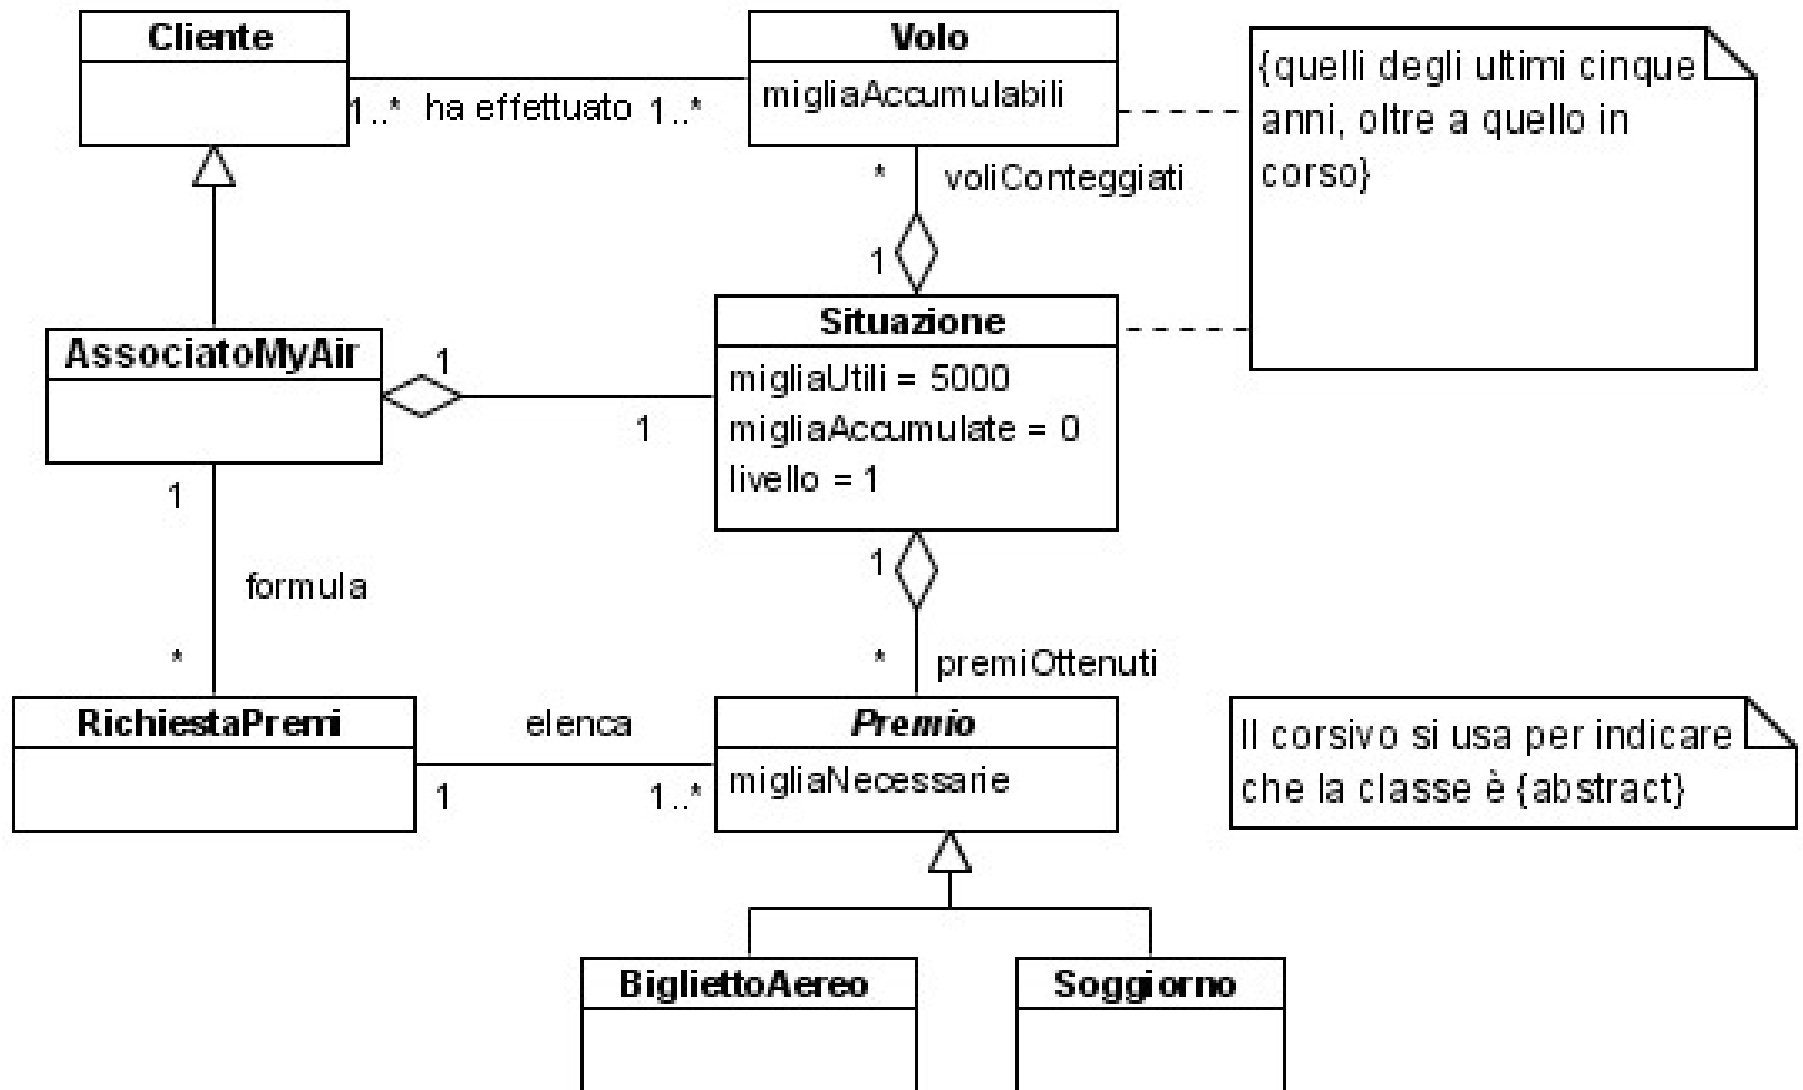 Cliente
Volo
{quelli degli ultimi cinque
anni, oltre a quello in
corso}
migliaAccumulabili
1..* ha effettuato 1..*
* voliConteggiati
1
Situazione
AssociatoMyAir
1
migliaUtili = 5000
migliaAccumulate = 0
livello = 1
1
1
1
formula
*
* premiOttenuti
RichiestaPremi
elenca
Premio
migliaNecessarie
1
1..*
Il corsivo si usa per indicare
che la classe è {abstract}
BigliettoAereo
Soggiorno